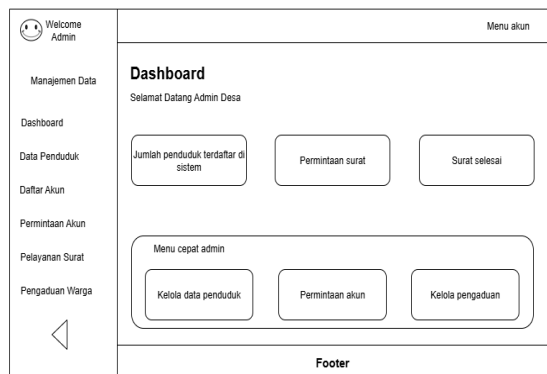 Welcome
Admin
Menu akun
Manajemen Data
Dashboard
Data Penduduk
Daftar Akun
Permintaan Akun
Pelayanan Surat
Pengaduan Warga
Dashboard
Selamat Datang Admin Desa
Jumlah penduduk terdaftar di
sistem
Permintaan surat
Surat selesai
Menu cepat admin
Kelola data penduduk
Permintaan akun
Kelola pengaduan
Footer